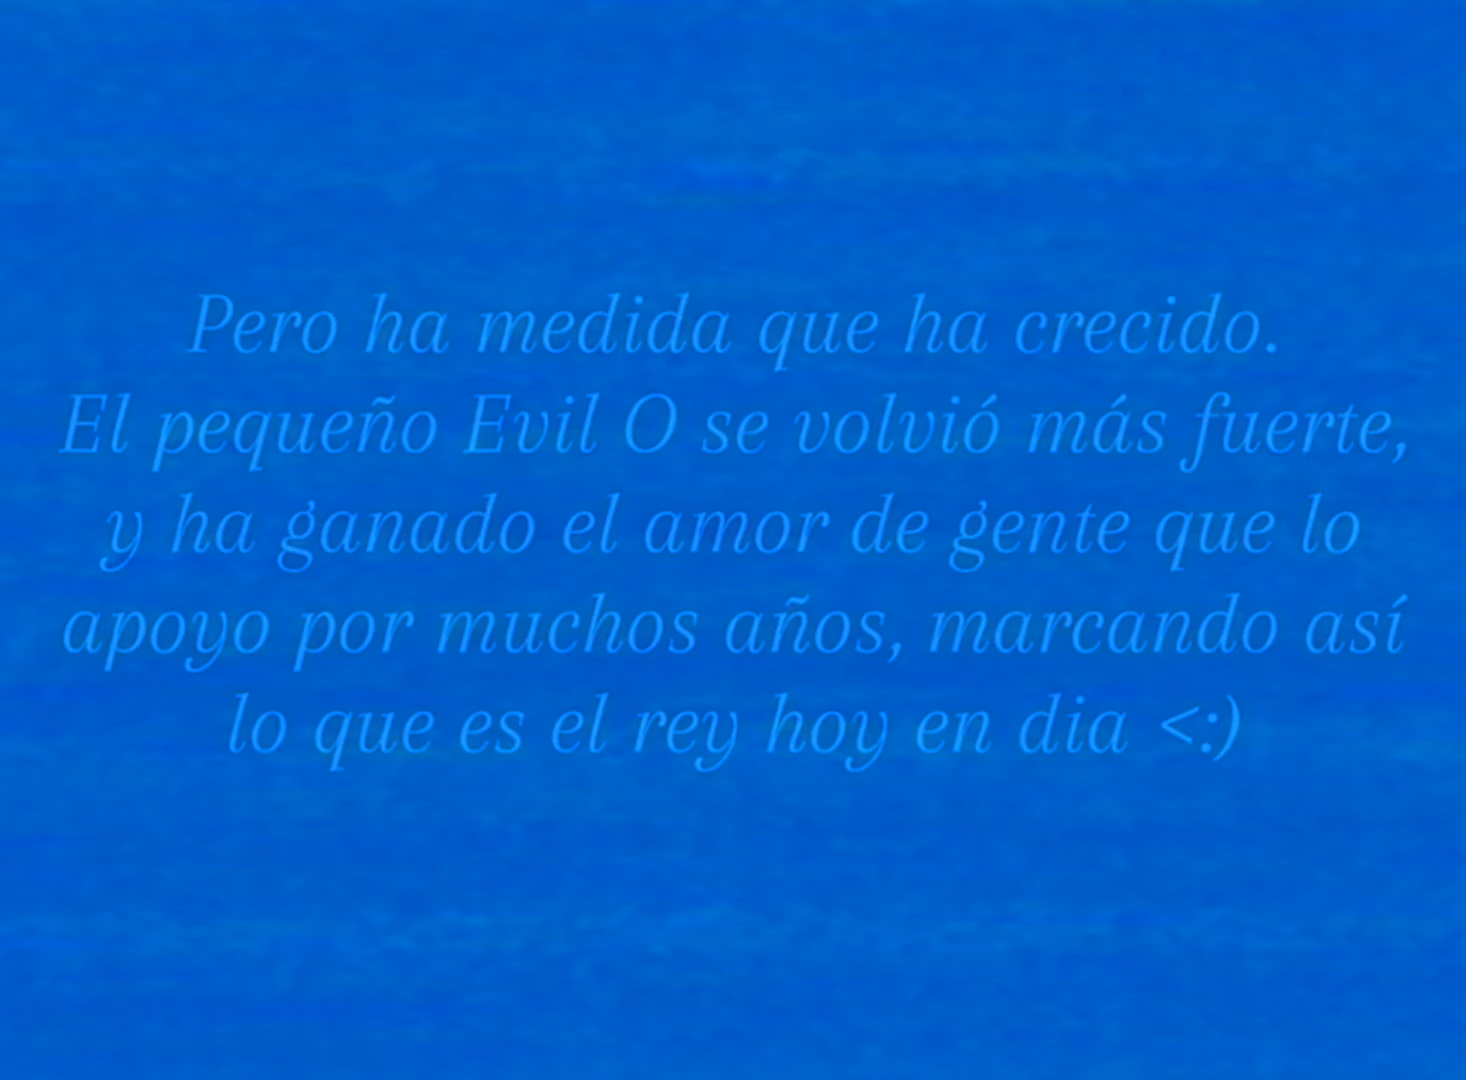 Pero ha medida que ha crecido.
El pequeño Evil O se volvió más fuerte,
y ha ganado el amor de gente que lo
apoyo por muchos años, marcando así
lo que es el rey hoy en dia <:)